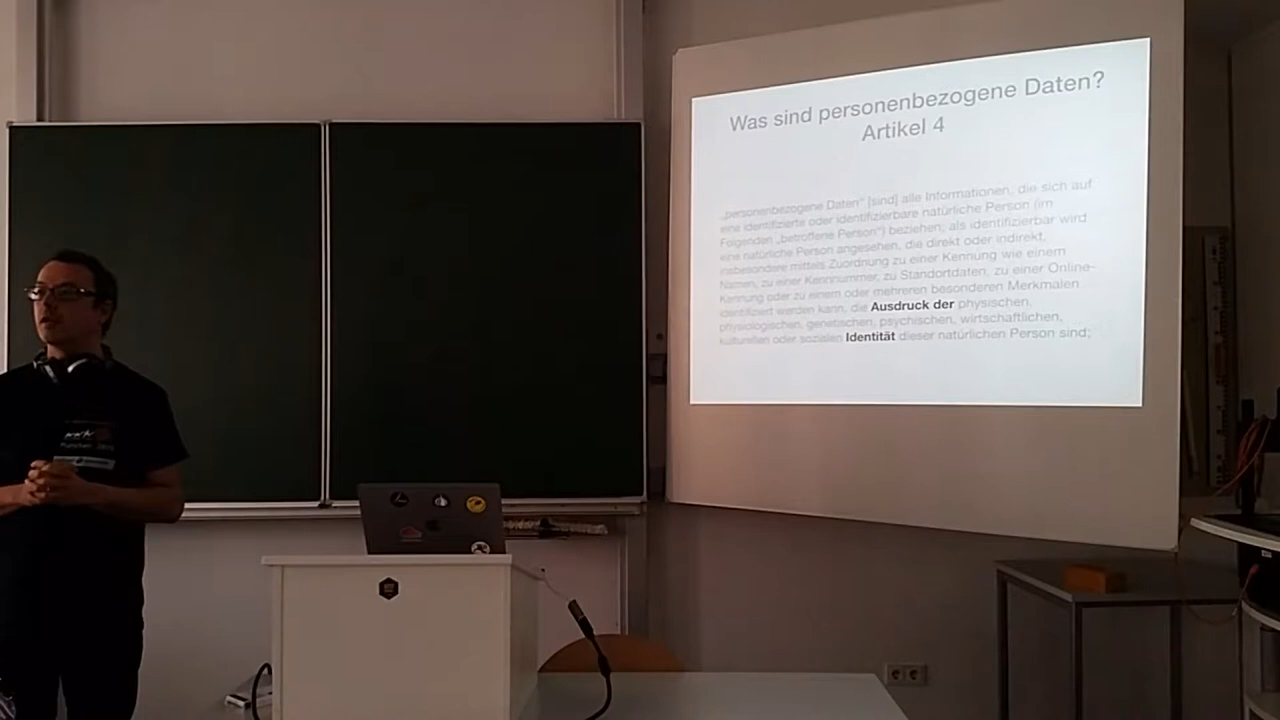 Was sind personenbezogene Daten?
Artikel 4
„personenbezogene Daten“ [sind] alle Informationen, die sich auf
eine identifizierte oder identifizierbare natürliche Person (im
Folgenden „betroffene Person“) beziehen; als identifizierbar wird
eine natürliche Person angesehen, die direkt oder indirekt,
insbesondere mittels Zuordnung zu einer Kennung wie einem
Namen, zu einer Kennnummer, zu Standortdaten, zu einer Online-
Kennung oder zu einem oder mehreren besonderen Merkmalen
identifiziert werden kann, die Ausdruck der physischen,
physiologischen, genetischen, psychischen, wirtschaftlichen,
kulturellen oder sozialen Identität dieser natürlichen Person sind;